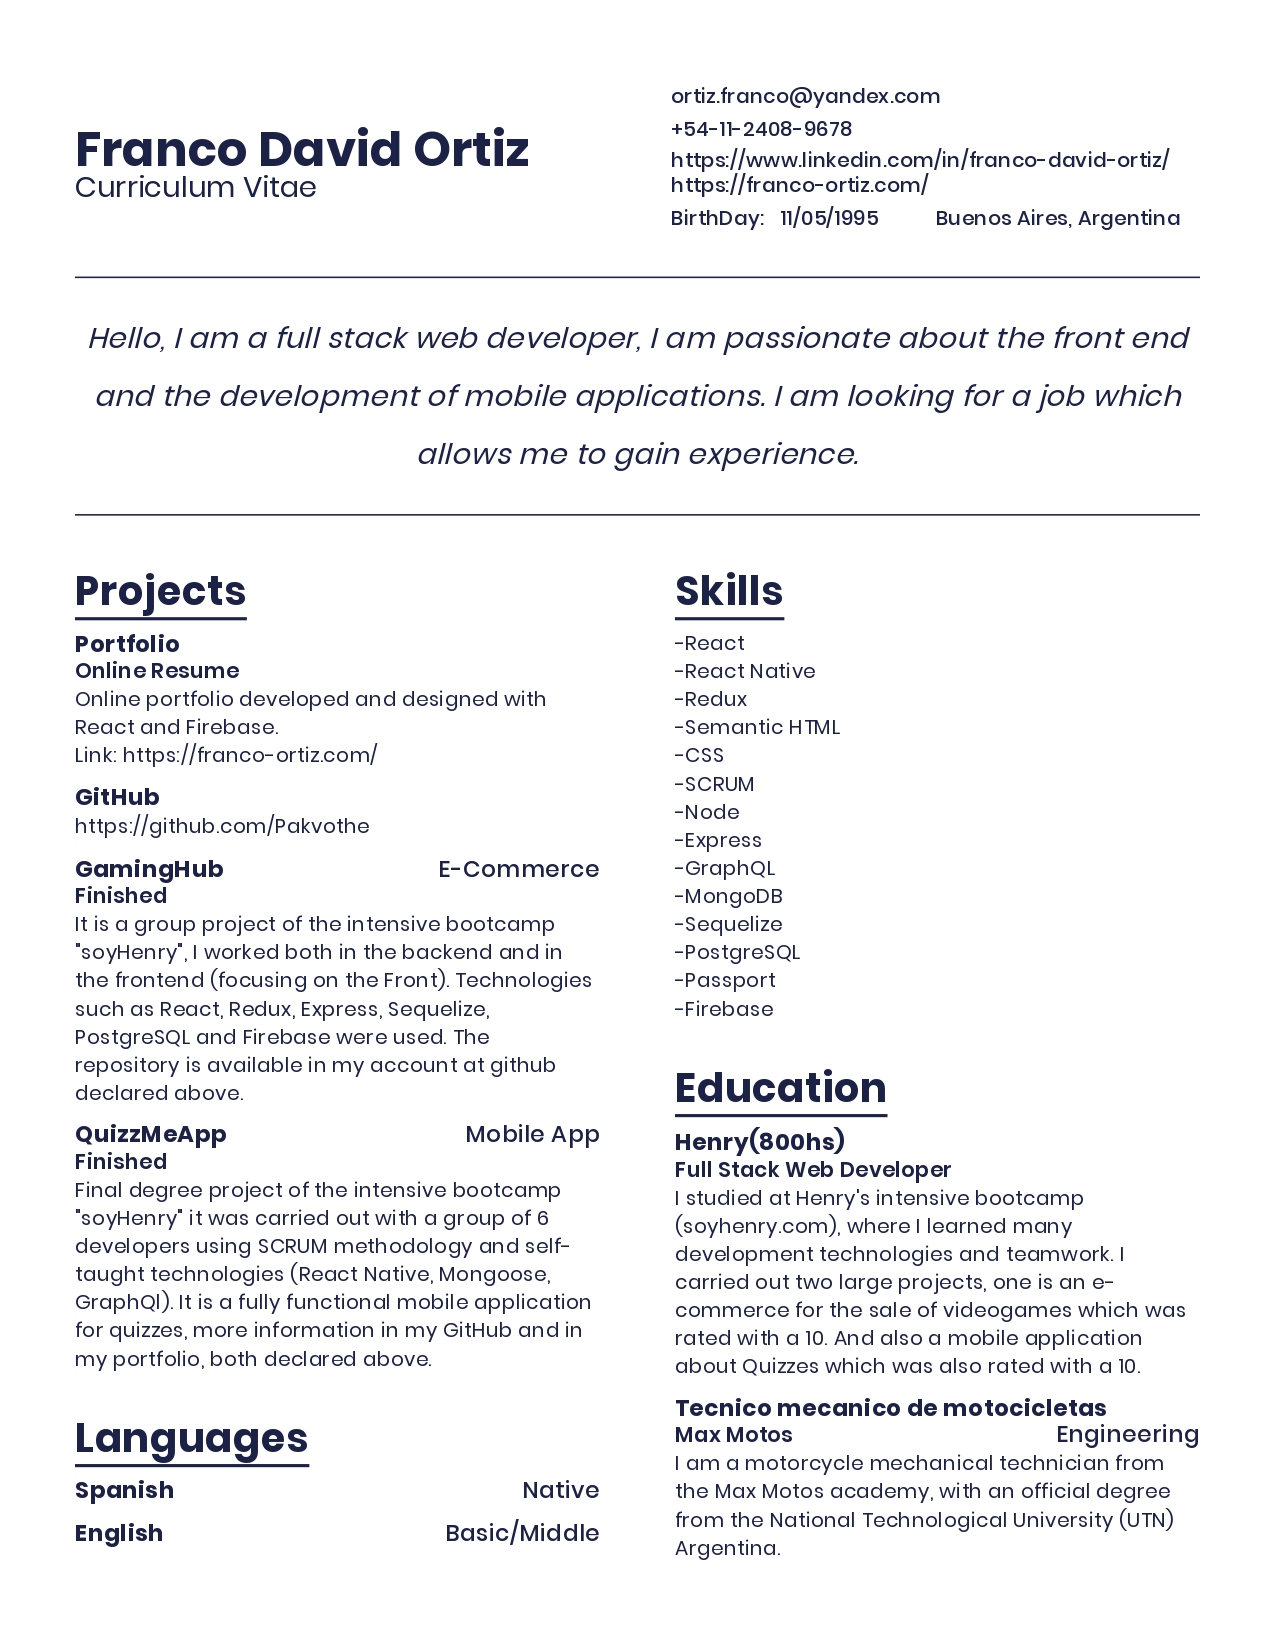 Franco David Ortiz
Curriculum Vitae
ortiz.franco@yandex.com
+54-11-2408-9678
https://www.linkedin.com/in/franco-david-ortiz/
https://franco-ortiz.com/
BirthDay: 11/05/1995 Buenos Aires, Argentina
Hello, I am a full stack web developer, I am passionate about the front end
and the development of mobile applications. I am looking for a job which
allows me to gain experience.
Projects
Portfolio
Online Resume
Online portfolio developed and designed with
React and Firebase.
Link: https://franco-ortiz.com/
GitHub
https://github.com/Pakvothe
GamingHub E-Commerce
Finished
It is a group project of the intensive bootcamp
"soyHenry", I worked both in the backend and in
the frontend (focusing on the Front). Technologies
such as React, Redux, Express, Sequelize,
PostgreSQL and Firebase were used. The
repository is available in my account at github
declared above.
QuizzMeApp Mobile App
Finished
Final degree project of the intensive bootcamp
"soyHenry" it was carried out with a group of 6
developers using SCRUM methodology and self-
taught technologies (React Native, Mongoose,
GraphQl). It is a fully functional mobile application
for quizzes, more information in my GitHub and in
my portfolio, both declared above.
Languages
Spanish Native
English Basic/Middle
Skills
-React
-React Native
-Redux
-Semantic HTML
-CSS
-SCRUM
-Node
-Express
-GraphQL
-MongoDB
-Sequelize
-PostgreSQL
-Passport
-Firebase
Education
Henry(800hs)
Full Stack Web Developer
I studied at Henry's intensive bootcamp
(soyhenry.com), where I learned many
development technologies and teamwork. I
carried out two large projects, one is an e-
commerce for the sale of videogames which was
rated with a 10. And also a mobile application
about Quizzes which was also rated with a 10.
Tecnico mecanico de motocicletas
Max Motos Engineering
I am a motorcycle mechanical technician from
the Max Motos academy, with an official degree
from the National Technological University (UTN)
Argentina.